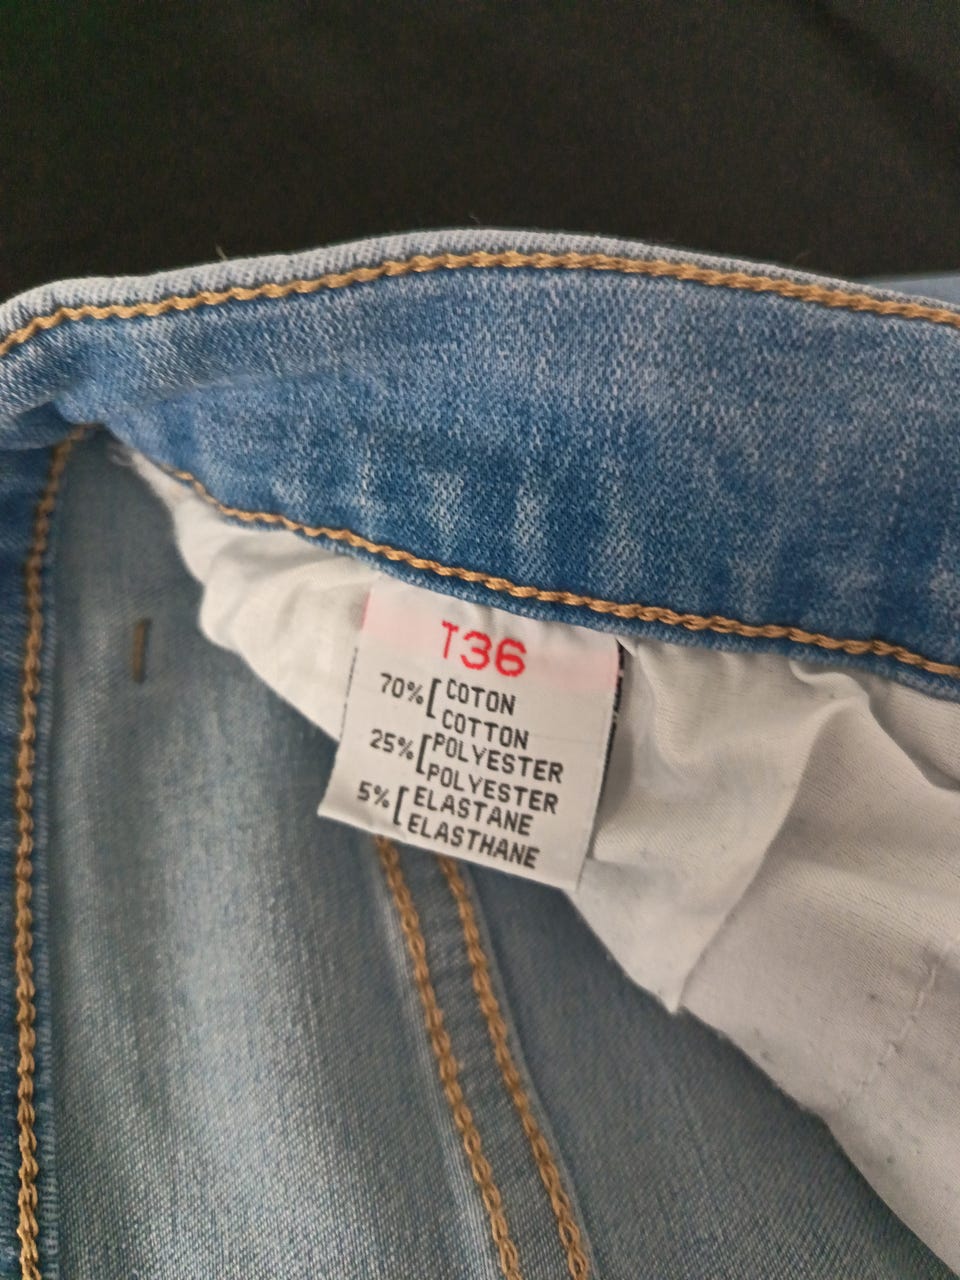 T36
70% [ COTON
COTTON
25% [ POLYESTER
POLYESTER
5% [ ELASTANE
ELASTHANE